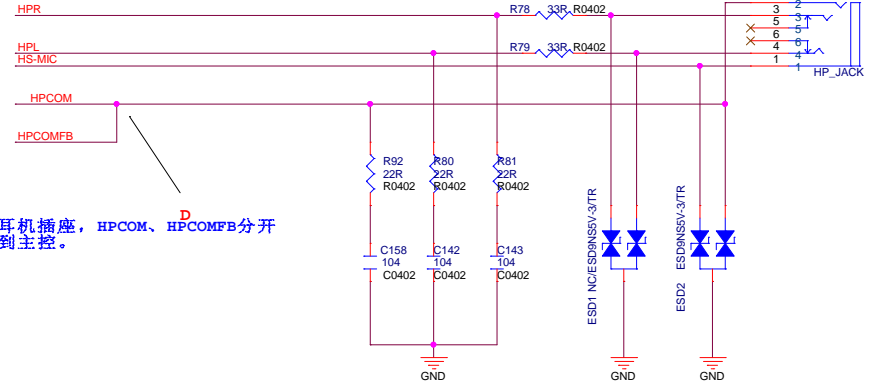 HPR
R78 33R R0402
2
3 3
5 5
6 6
HPL
R79 33R R0402
4 4
HS-MIC
1 1
HP_JACK
HPCOM
HPCOMFB
R92
22R
R0402
R80
22R
R0402
R81
22R
R0402
D
耳机插座，HPCOM、HPCOMFB分开
到主控。
C158
104
C0402
C142
104
C0402
C143
104
C0402
ESD1 NC/ESD9NS5V-3/TR
ESD2 ESD9NS5V-3/TR
GND
GND
GND